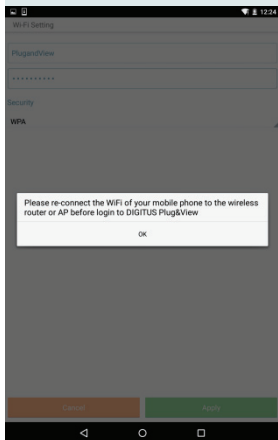 12:24
Wi-Fi Setting
PlugandView
••••••••••
Security
WPA
Please re-connect the WiFi of your mobile phone to the wireless
router or AP before login to DIGITUS Plug&View
OK
Cancel
Apply